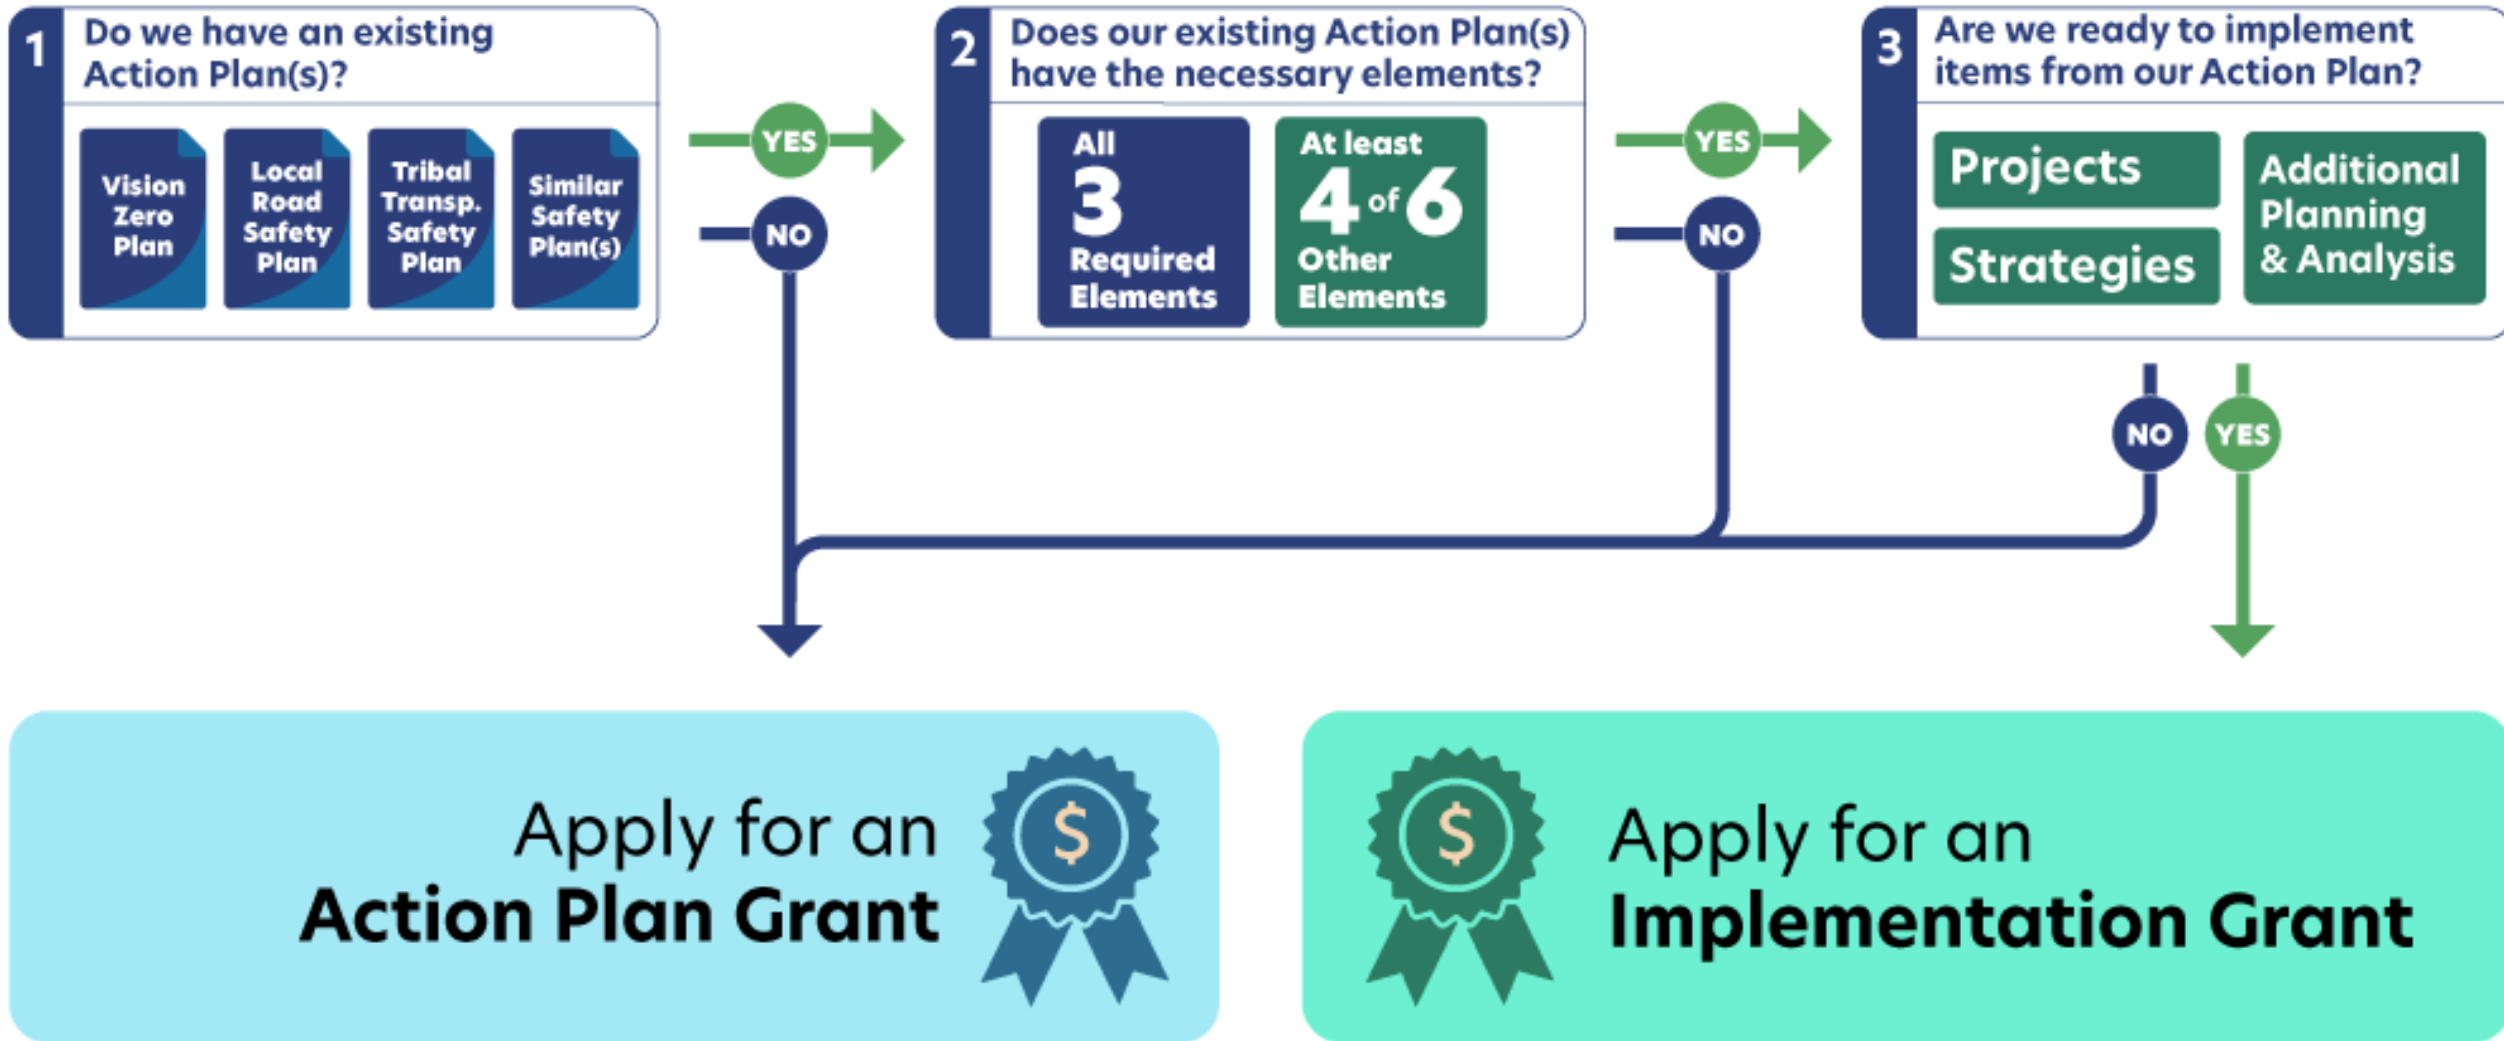 1
Do we have an existing
Action Plan(s)?
Vision
Zero
Plan
Local
Road
Safety
Plan
Tribal
Transp.
Safety
Plan
Similar
Safety
Plan(s)
YES
NO
2
Does our existing Action Plan(s)
have the necessary elements?
All
3
Required
Elements
At least
4 of 6
Other
Elements
YES
NO
3
Are we ready to implement
items from our Action Plan?
Projects
Strategies
Additional
Planning
& Analysis
NO
YES
Apply for an
Action Plan Grant
$
$
Apply for an
Implementation Grant